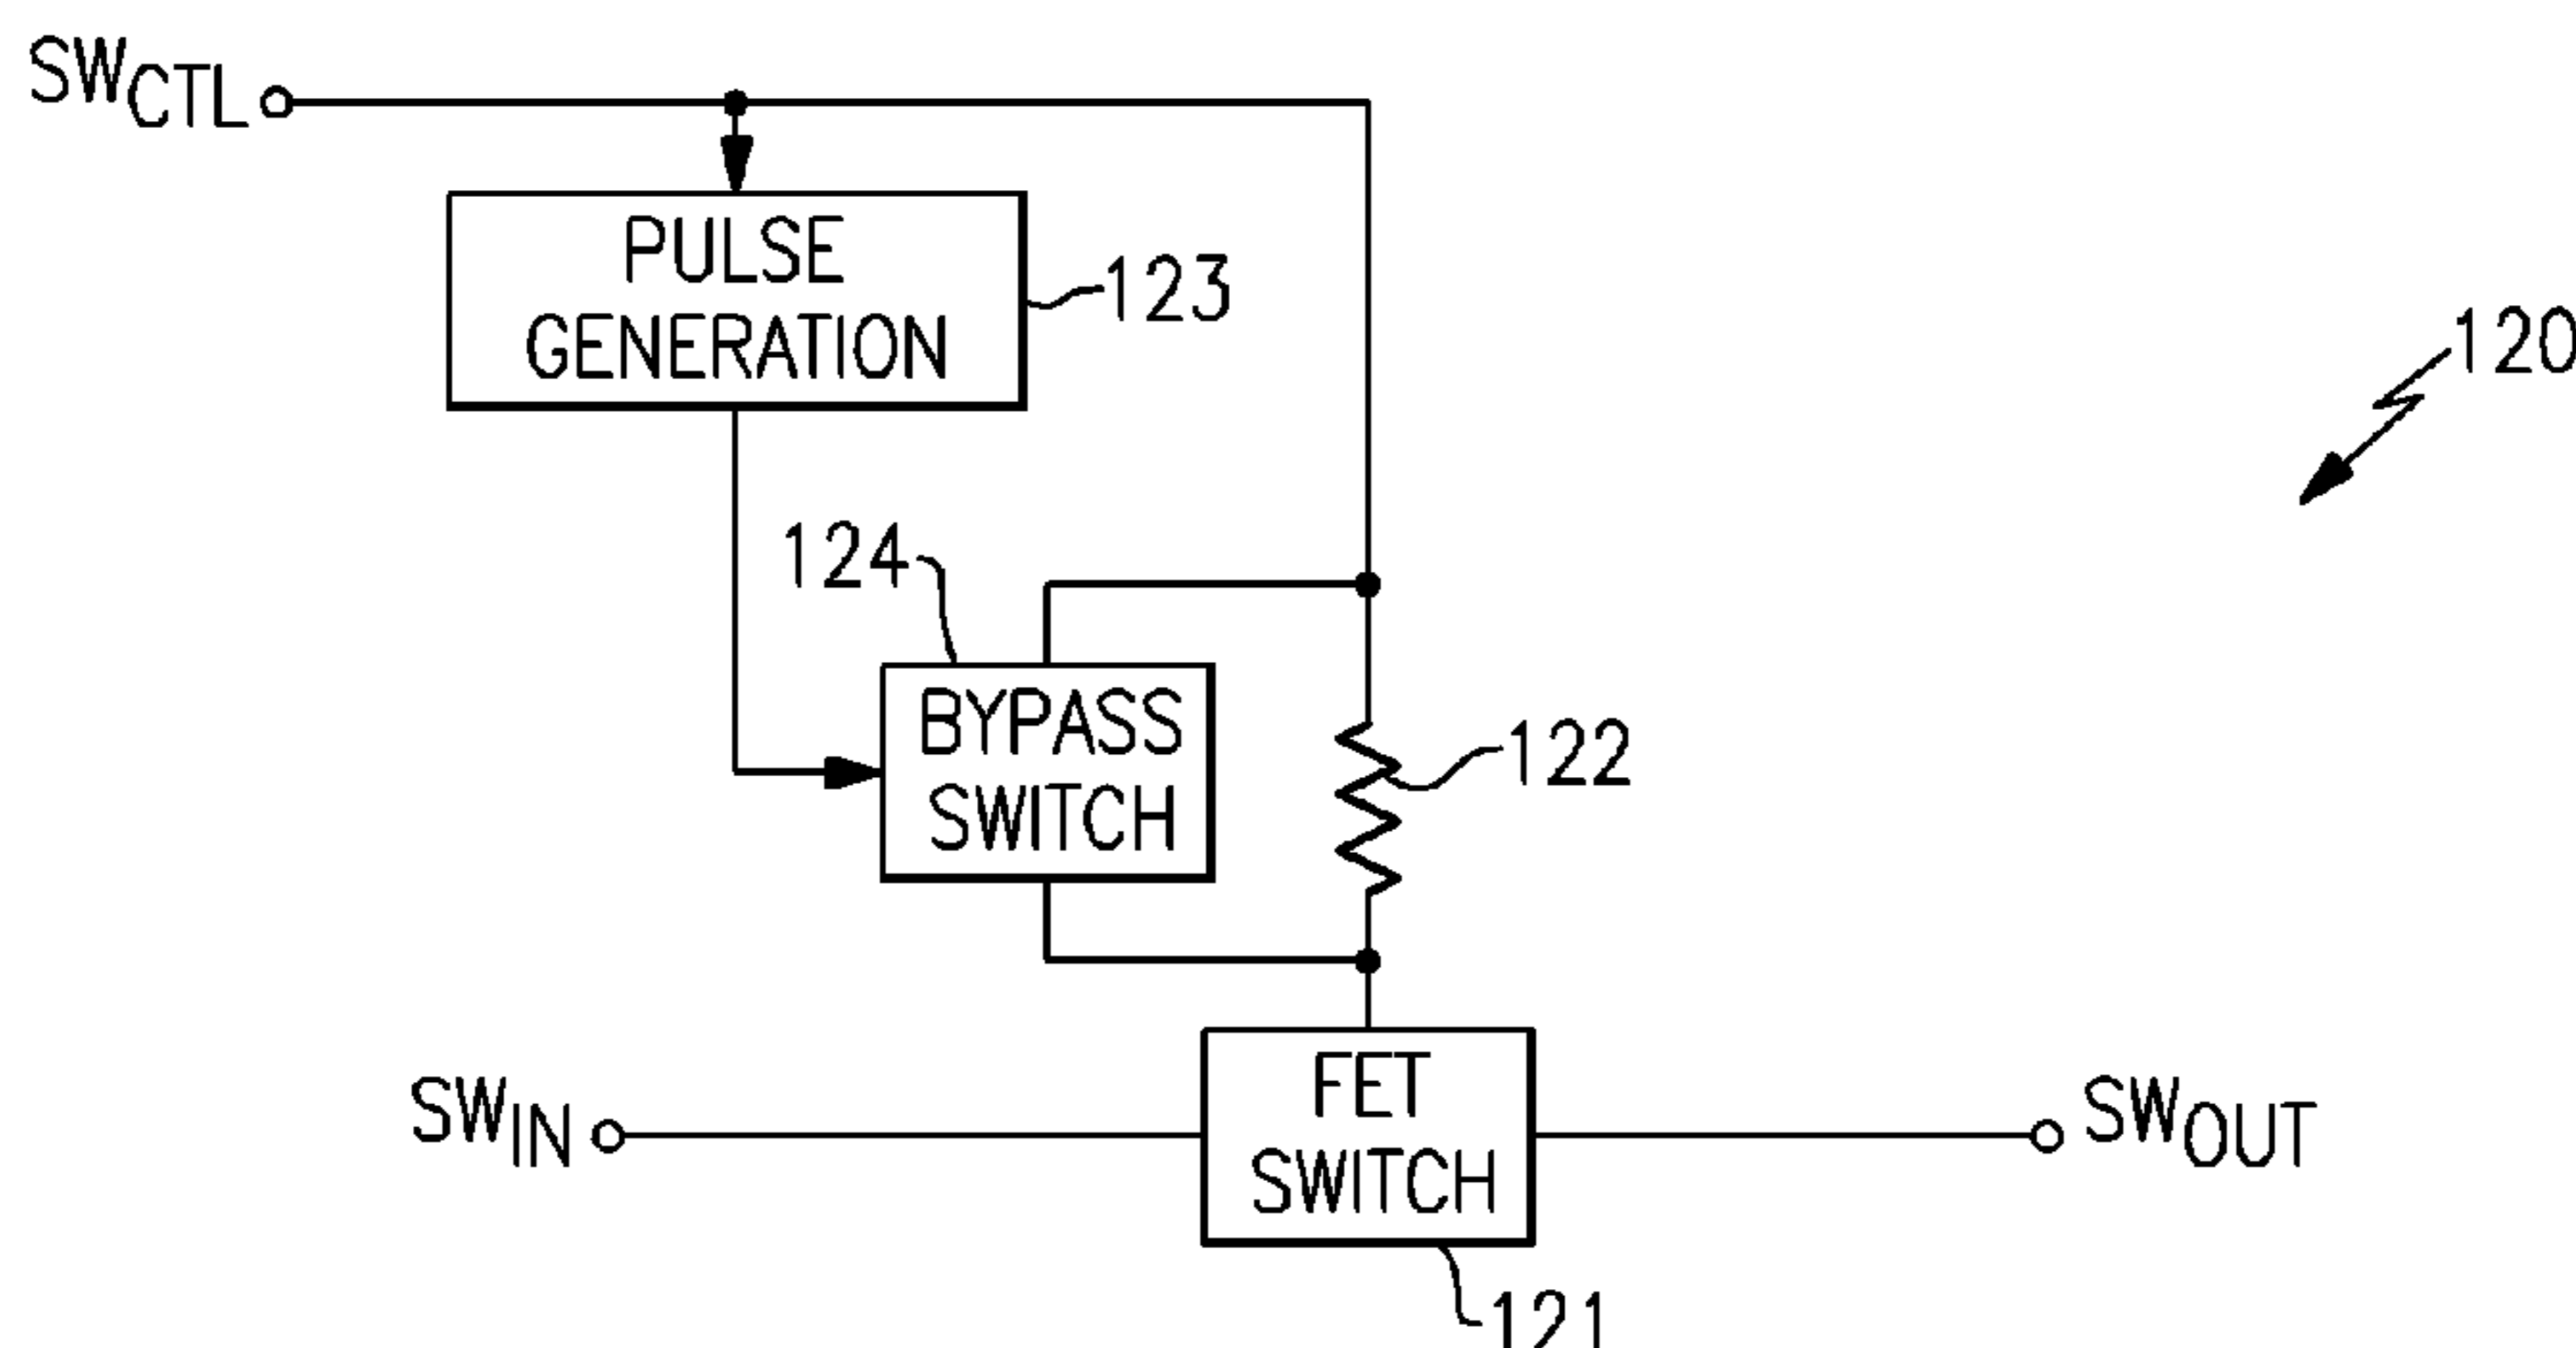 SWCTL
PULSE
GENERATION
123
120
124
BYPASS
SWITCH
122
SWIN
FET
SWITCH
SWOUT
121